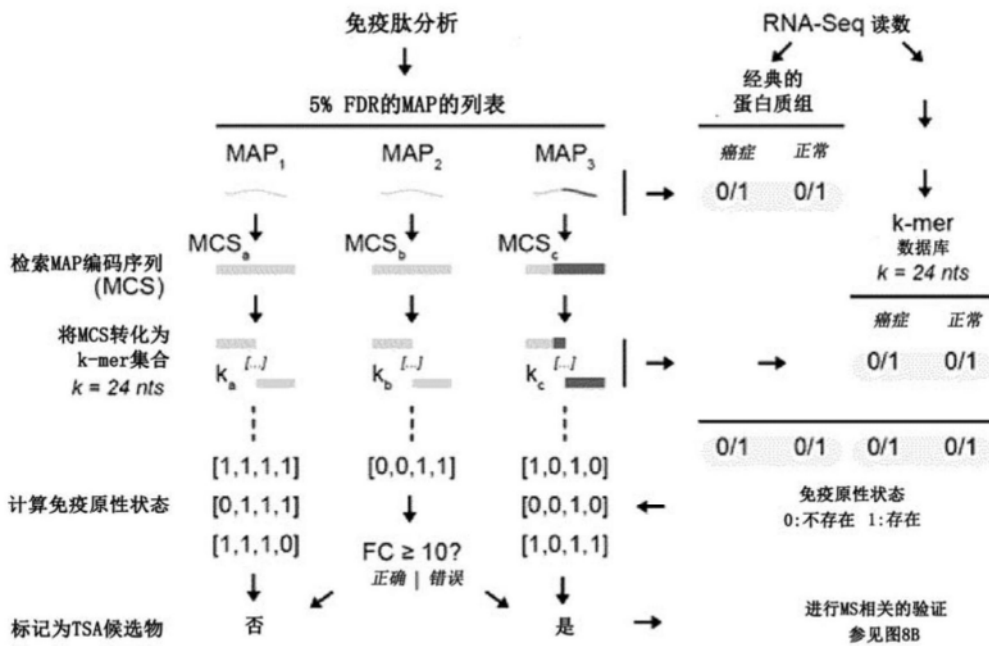 免疫肽分析
RNA-Seq 读数
5% FDR的MAP的列表
经典的
蛋白质组
MAP1 MAP2 MAP3
癌症 正常
0/1 0/1
MCSa MCSb MCSc
k-mer
数据库
k = 24 nts
检索MAP编码序列
(MCS)
癌症 正常
将MCS转化为
k-mer集合
k = 24 nts
ka [...] kb [...] kc [...]
0/1 0/1
0/1 0/1 0/1 0/1
[1,1,1,1] [0,0,1,1] [1,0,1,0]
计算免疫原性状态
[0,1,1,1] [0,0,1,0]
[1,1,1,0] [1,0,1,1]
免疫原性状态
0:不存在 1:存在
FC ≥ 10?
正确 | 错误
标记为TSA候选物
否 是
进行MS相关的验证
参见图8B